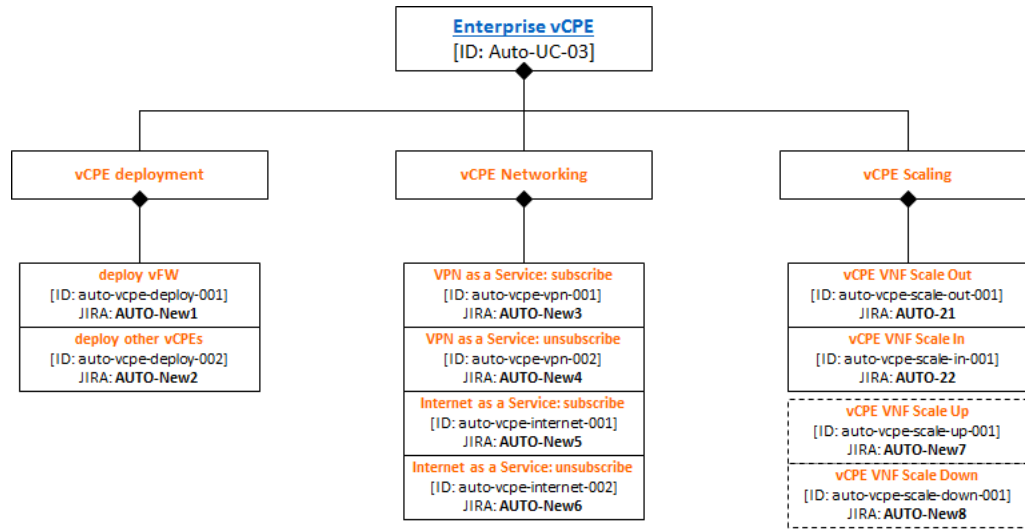 Enterprise vCPE
[ID: Auto-UC-03]
vCPE deployment
vCPE Networking
vCPE Scaling
deploy vFW
[ID: auto-vcpe-deploy-001]
JIRA: AUTO-New1
deploy other vCPEs
[ID: auto-vcpe-deploy-002]
JIRA: AUTO-New2
VPN as a Service: subscribe
[ID: auto-vcpe-vpn-001]
JIRA: AUTO-New3
VPN as a Service: unsubscribe
[ID: auto-vcpe-vpn-002]
JIRA: AUTO-New4
Internet as a Service: subscribe
[ID: auto-vcpe-internet-001]
JIRA: AUTO-New5
Internet as a Service: unsubscribe
[ID: auto-vcpe-internet-002]
JIRA: AUTO-New6
vCPE VNF Scale Out
[ID: auto-vcpe-scale-out-001]
JIRA: AUTO-21
vCPE VNF Scale In
[ID: auto-vcpe-scale-in-001]
JIRA: AUTO-22
vCPE VNF Scale Up
[ID: auto-vcpe-scale-up-001]
JIRA: AUTO-New7
vCPE VNF Scale Down
[ID: auto-vcpe-scale-down-001]
JIRA: AUTO-New8